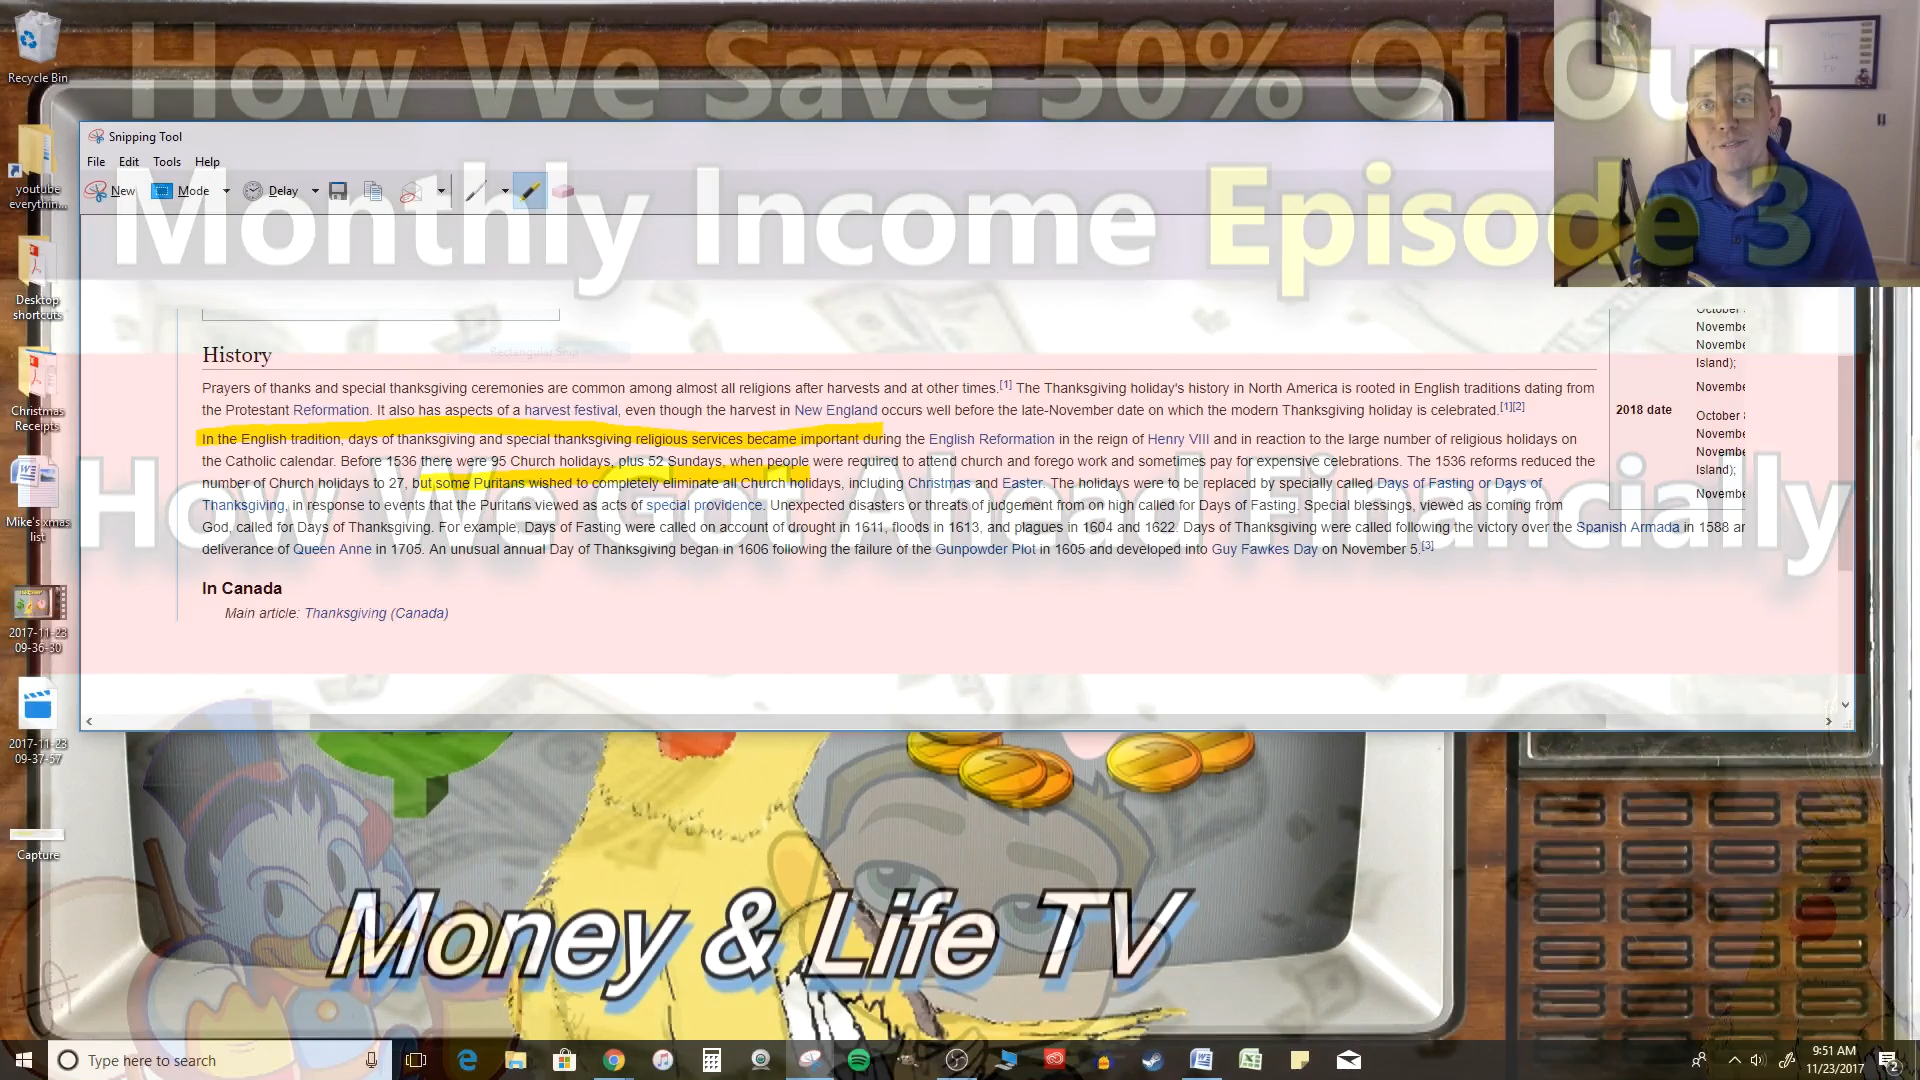 How We Save 50% Of Our
Recycle Bin
Snipping Tool
File Edit Tools Help
New Mode Delay
Monthly Income Episode 3
youtube
everythin...
Desktop
shortcuts
Christmas
Receipts
Mike's xmas
list
2017-11-23
09-36-30
2017-11-23
09-37-57
Capture
Rectangular Snip
History
Prayers of thanks and special thanksgiving ceremonies are common among almost all religions after harvests and at other times.[1] The Thanksgiving holiday's history in North America is rooted in English traditions dating from
the Protestant Reformation. It also has aspects of a harvest festival, even though the harvest in New England occurs well before the late-November date on which the modern Thanksgiving holiday is celebrated.[1][2]
In the English tradition, days of thanksgiving and special thanksgiving religious services became important during the English Reformation in the reign of Henry VIII and in reaction to the large number of religious holidays on
the Catholic calendar. Before 1536 there were 95 Church holidays, plus 52 Sundays, when people were required to attend church and forego work and sometimes pay for expensive celebrations. The 1536 reforms reduced the
number of Church holidays to 27, but some Puritans wished to completely eliminate all Church holidays, including Christmas and Easter. The holidays were to be replaced by specially called Days of Fasting or Days of
Thanksgiving, in response to events that the Puritans viewed as acts of special providence. Unexpected disasters or threats of judgement from on high called for Days of Fasting. Special blessings, viewed as coming from
God, called for Days of Thanksgiving. For example, Days of Fasting were called on account of drought in 1611, floods in 1613, and plagues in 1604 and 1622. Days of Thanksgiving were called following the victory over the Spanish Armada in 1588 ar
deliverance of Queen Anne in 1705. An unusual annual Day of Thanksgiving began in 1606 following the failure of the Gunpowder Plot in 1605 and developed into Guy Fawkes Day on November 5.[3]
In Canada
Main article: Thanksgiving (Canada)
October
Novembe
Novembe
Island);
Novembe
2018 date
October
Novembe
Novembe
Island);
Novembe
How We Got Ahead Financially
Money & Life TV
Type here to search
9:51 AM
11/23/2017
2